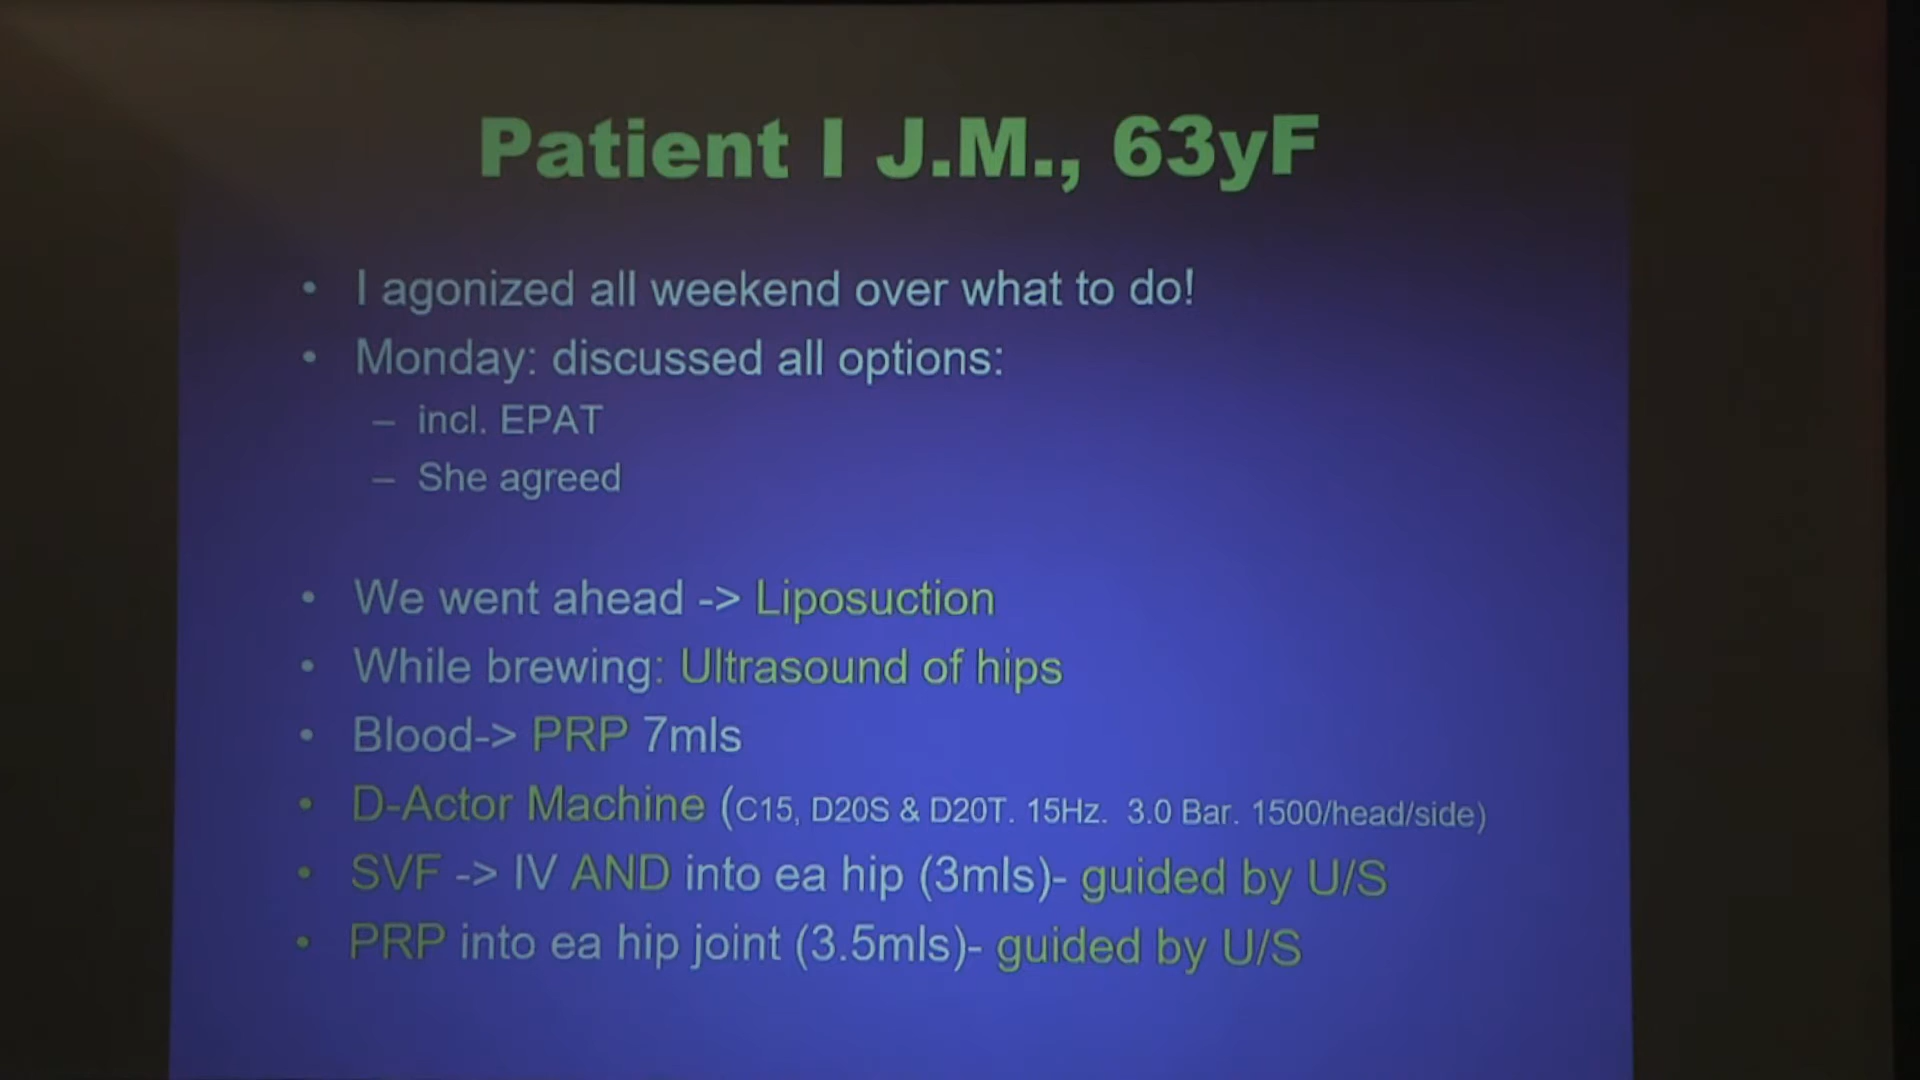 Patient I J.M., 63yF
• I agonized all weekend over what to do!
• Monday: discussed all options:
– incl. EPAT
– She agreed
• We went ahead -> Liposuction
• While brewing: Ultrasound of hips
• Blood-> PRP 7mls
• D-Actor Machine (C15, D20S & D20T. 15Hz. 3.0 Bar. 1500/head/side)
• SVF -> IV AND into ea hip (3mls)- guided by U/S
• PRP into ea hip joint (3.5mls)- guided by U/S